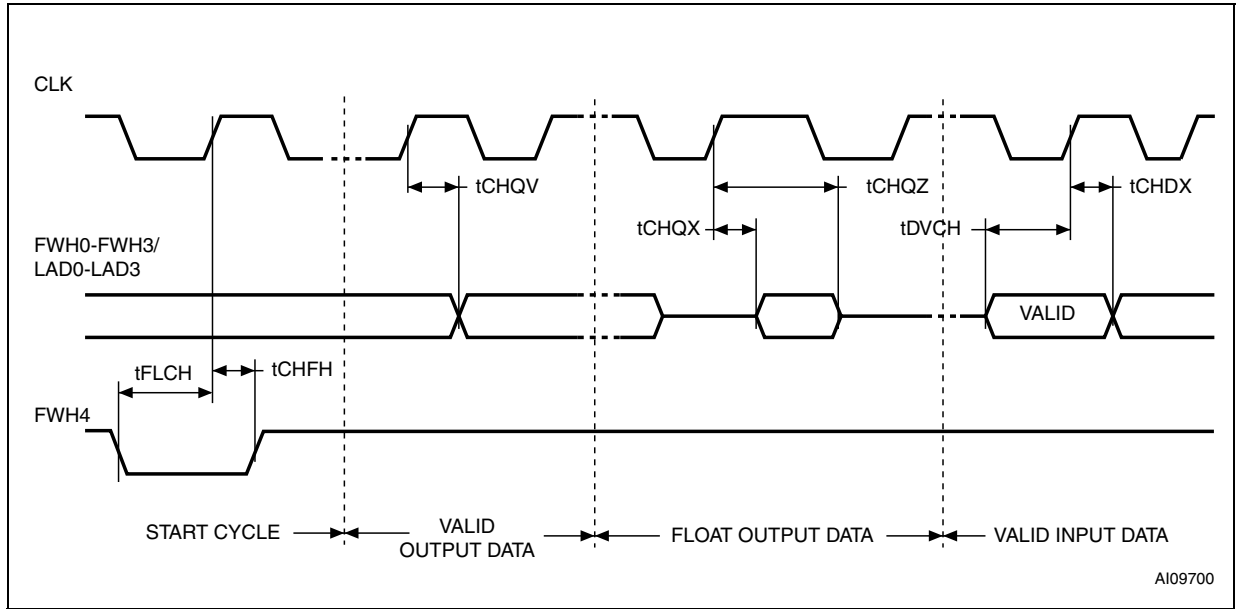 CLK
tCHQV
tCHQZ
tCHDX
tCHQX
tDVCH
FWH0-FWH3/
LAD0-LAD3
VALID
tFLCH
tCHFH
FWH4
START CYCLE
VALID
OUTPUT DATA
FLOAT OUTPUT DATA
VALID INPUT DATA
AI09700